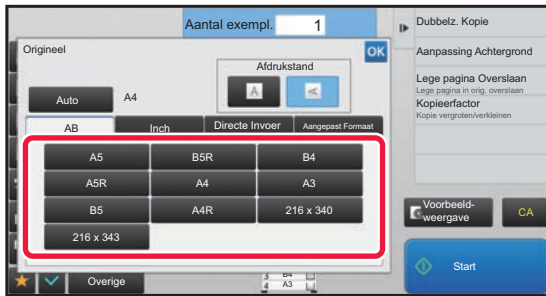 Aantal exempl. 1
Origineel
OK
Afdrukstand
A
A
Auto
A4
AB
Inch
Directe Invoer
Aangepast Formaat
A5
B5R
B4
A5R
A4
A3
B5
A4R
216 x 340
216 x 343
Overige
4 A3
Dubbelz. Kopie
Aanpassing Achtergrond
Lege pagina Overslaan
Lege pagina in orig. overslaan
Kopieerfactor
Kopie vergroten/verkleinen
Voorbeeld-
weergave
CA
Start